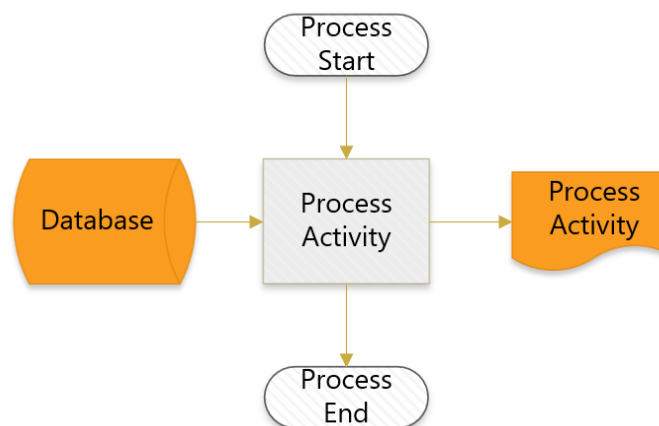 Process
Start
Database
Process
Activity
Process
Activity
Process
End